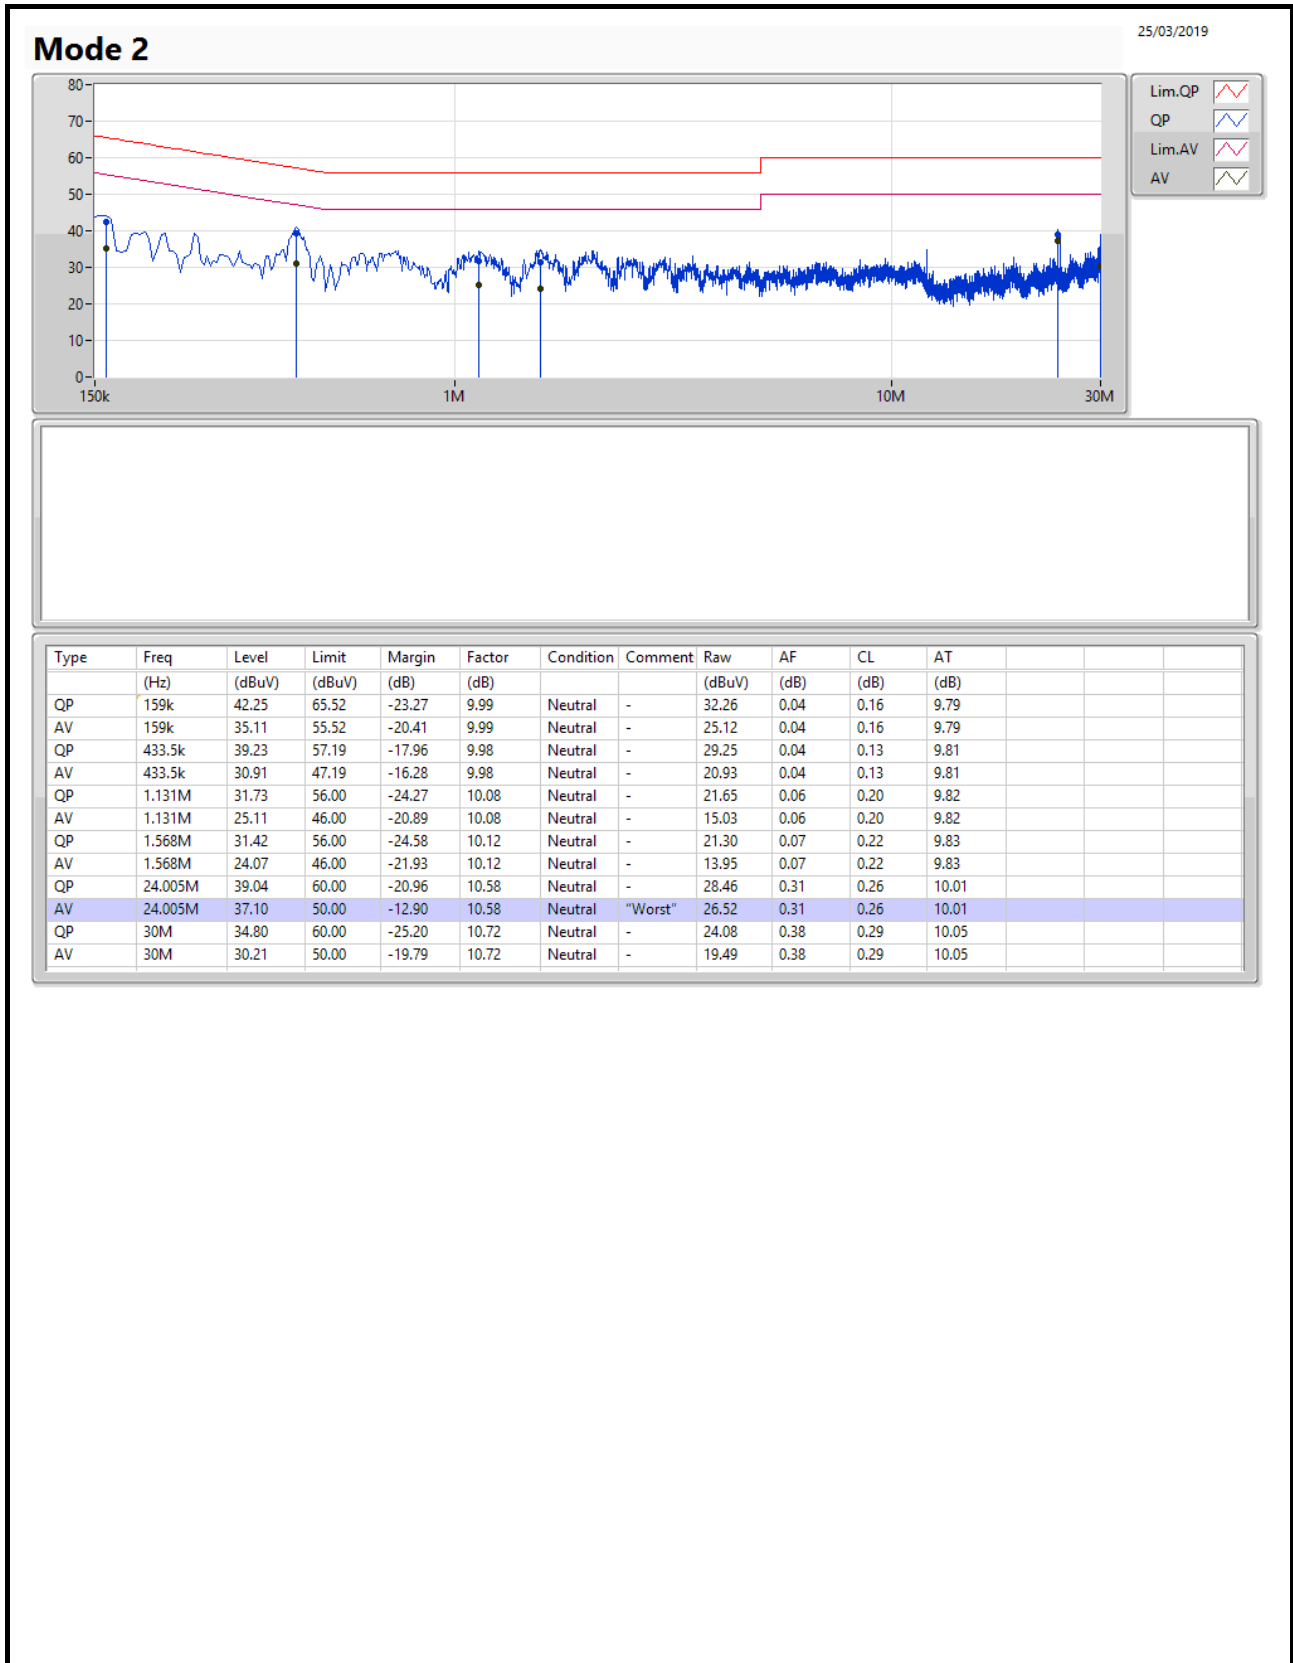 25/03/2019
Mode 2
80
70
60
50
40
30
20
10
0
150k 1M 10M 30M
Lim.QP
QP
Lim.AV
AV
Type Freq Level Limit Margin Factor Condition Comment Raw AF CL AT
(Hz) (dBuV) (dBuV) (dB) (dB) (dBuV) (dB) (dB) (dB)
QP 159k 42.25 65.52 -23.27 9.99 Neutral - 32.26 0.04 0.16 9.79
AV 159k 35.11 55.52 -20.41 9.99 Neutral - 25.12 0.04 0.16 9.79
QP 433.5k 39.23 57.19 -17.96 9.98 Neutral - 29.25 0.04 0.13 9.81
AV 433.5k 30.91 47.19 -16.28 9.98 Neutral - 20.93 0.04 0.13 9.81
QP 1.131M 31.73 56.00 -24.27 10.08 Neutral - 21.65 0.06 0.20 9.82
AV 1.131M 25.11 46.00 -20.89 10.08 Neutral - 15.03 0.06 0.20 9.82
QP 1.568M 31.42 56.00 -24.58 10.12 Neutral - 21.30 0.07 0.22 9.83
AV 1.568M 24.07 46.00 -21.93 10.12 Neutral - 13.95 0.07 0.22 9.83
QP 24.005M 39.04 60.00 -20.96 10.58 Neutral - 28.46 0.31 0.26 10.01
AV 24.005M 37.10 50.00 -12.90 10.58 Neutral "Worst" 26.52 0.31 0.26 10.01
QP 30M 34.80 60.00 -25.20 10.72 Neutral - 24.08 0.38 0.29 10.05
AV 30M 30.21 50.00 -19.79 10.72 Neutral - 19.49 0.38 0.29 10.05